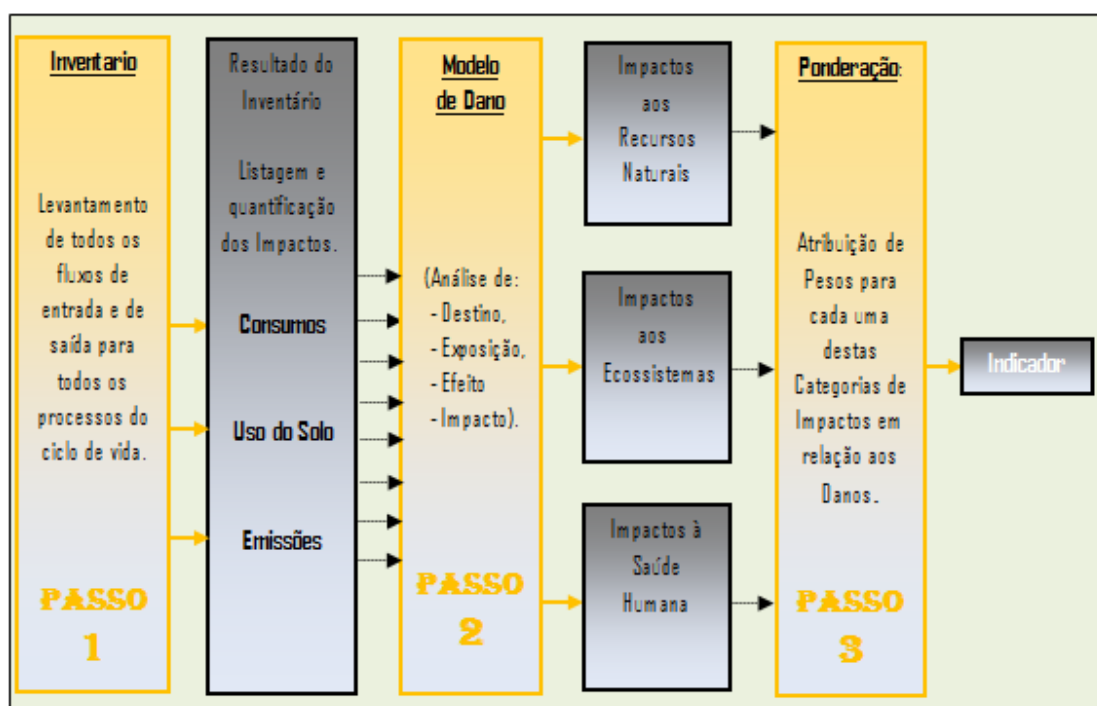 Inventario
Levantamento
de todos os
fluxos de
entrada e de
saída para
todos os
processos do
ciclo de vida.
PASSO
1
Resultado do
Inventário
Listagem e
quantificação
dos Impactos.
Consumos
Uso do Solo
Emissões
Modelo
de Dano
(Análise de:
- Destino,
- Exposição,
- Efeito
- Impacto).
PASSO
2
Impactos
aos
Recursos
Naturais
Impactos
aos
Ecossistemas
Impactos à
Saúde
Humana
Ponderação:
Atribuição de
Pesos para
cada uma
destas
Categorias de
Impactos em
relação aos
Danos.
PASSO
3
Indicador